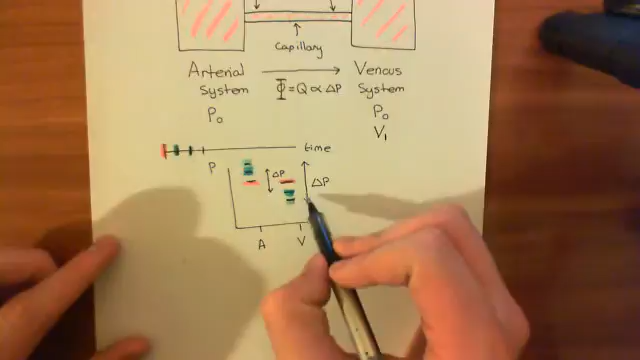 Capillary
Arterial System
P₀
Φ = Q ∝ ΔP
Venous System
P₀
V₁
time
P
ΔP
ΔP
A
V